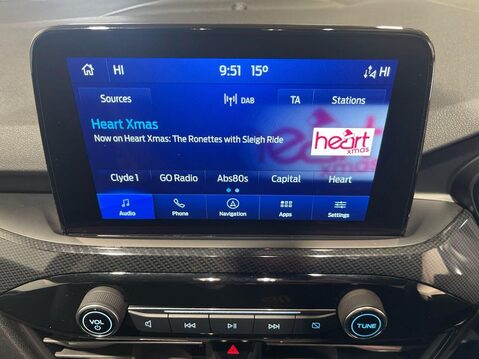 HI 9:51 15° HI
Sources DAB TA Stations
Heart Xmas
Now on Heart Xmas: The Ronettes with Sleigh Ride
heart
xmas
Clyde 1 GO Radio Abs80s Capital Heart
Audio Phone Navigation Apps Settings
VOL TUNE